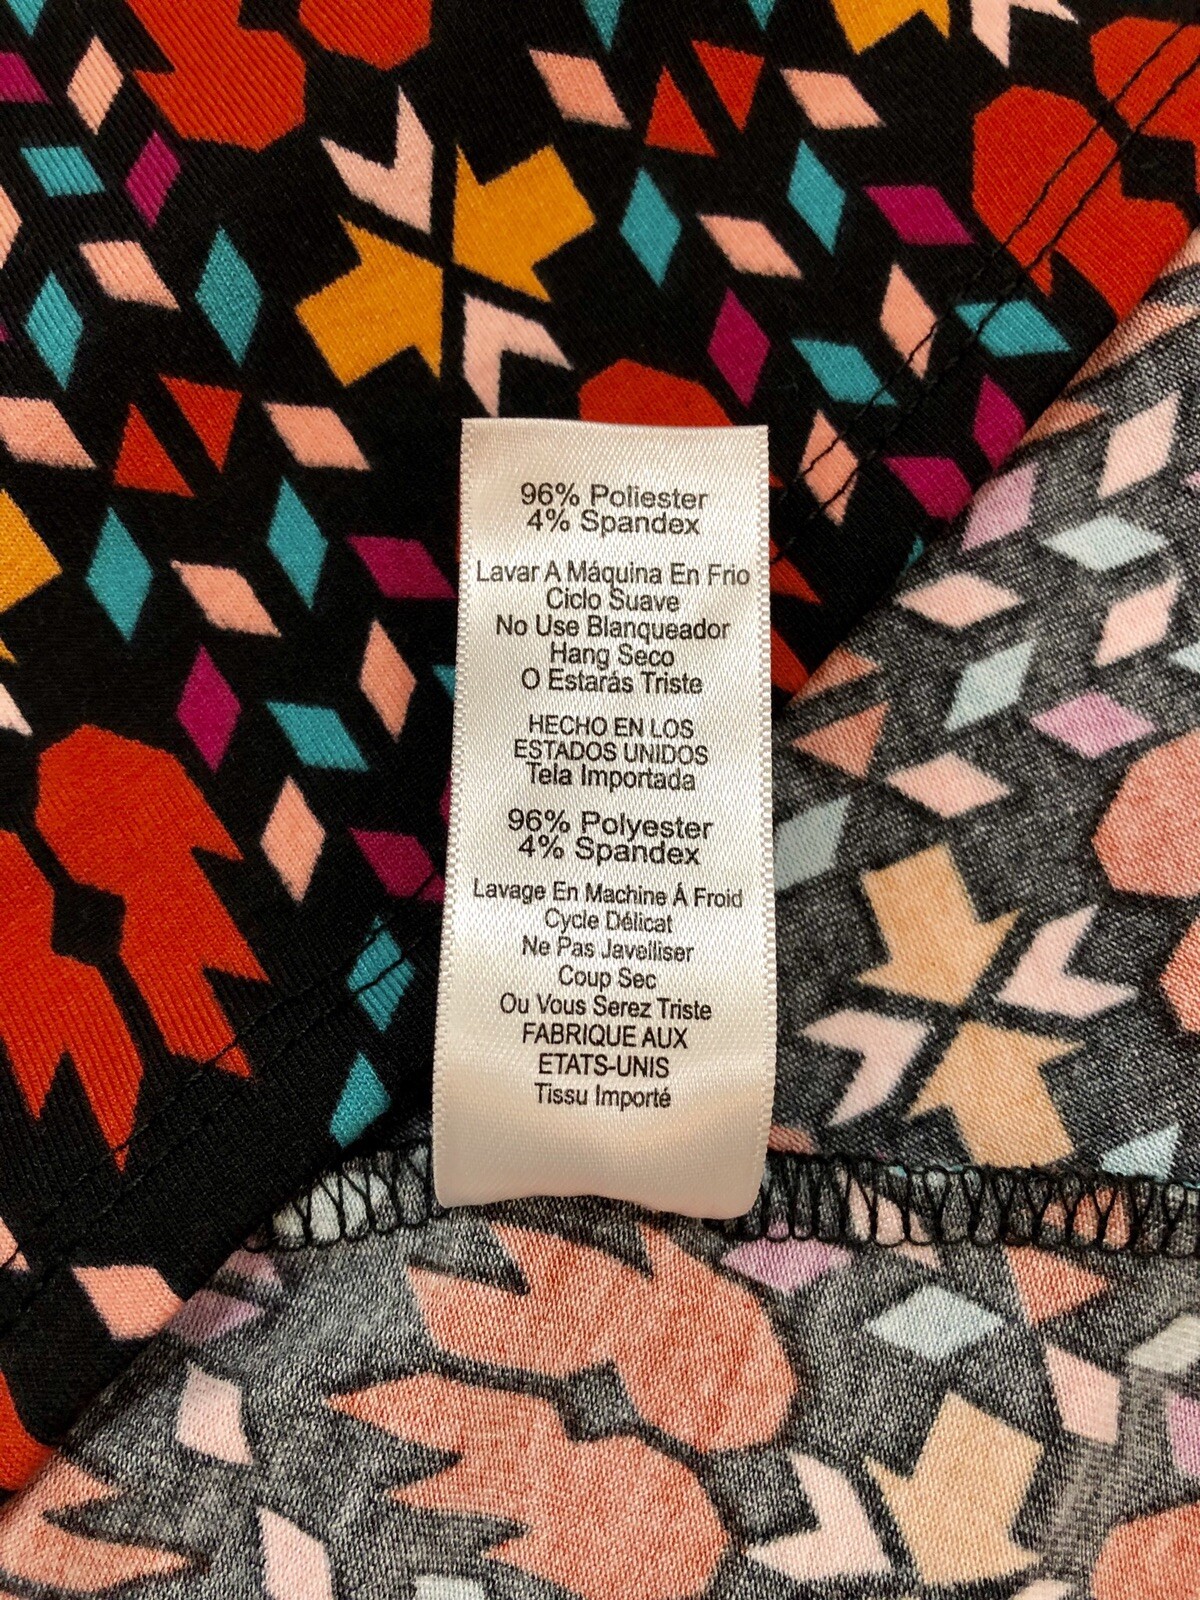 96% Poliester
4% Spandex
Lavar A Máquina En Frio
Ciclo Suave
No Use Blanqueador
Hang Seco
O Estarás Triste
HECHO EN LOS
ESTADOS UNIDOS
Tela Importada
96% Polyester
4% Spandex
Lavage En Machine Á Froid
Cycle Délicat
Ne Pas Javelliser
Coup Sec
Ou Vous Serez Triste
FABRIQUE AUX
ETATS-UNIS
Tissu Importé